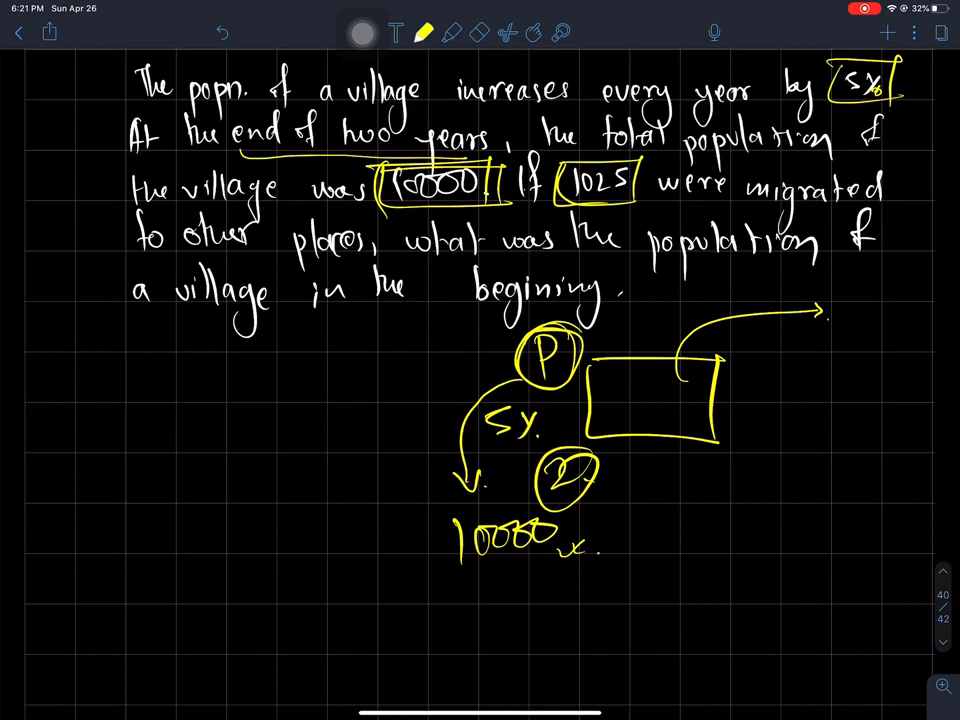 6:21 PM Sun Apr 26
32%
The popn. of a village increases every year by 5%
At the end of two years, the total population of
the village was 10000. If 1025 were migrated
to other places, what was the population of
a village in the begining.
P
5%.
2
10000
40
/
42